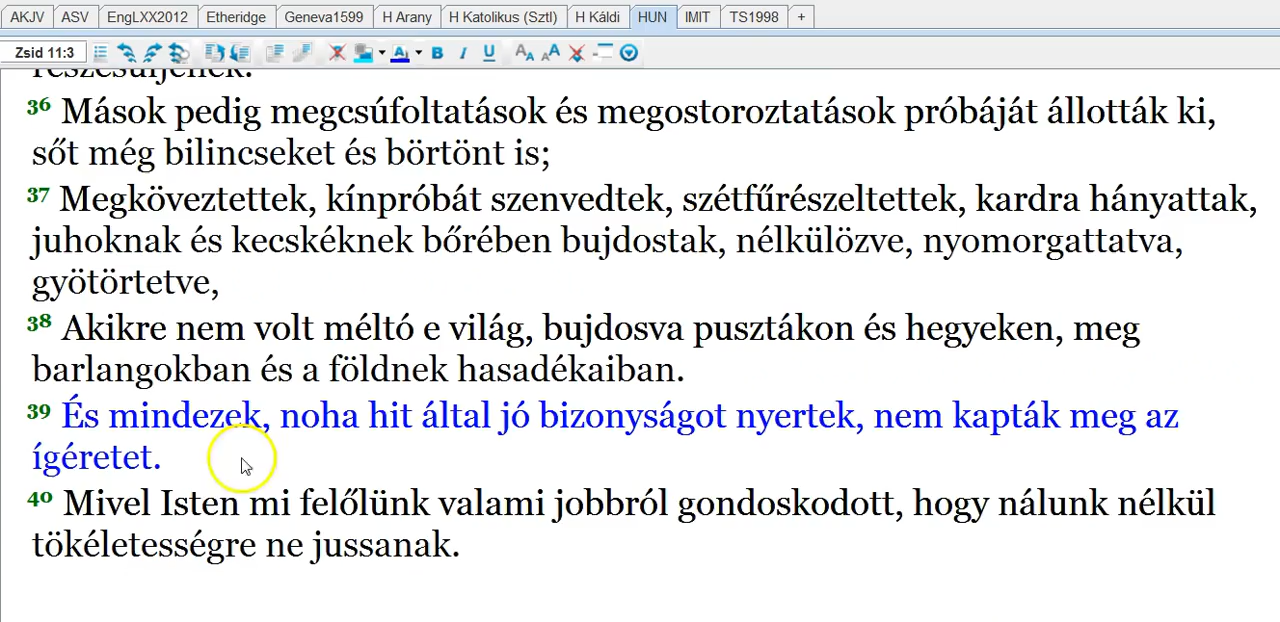 AKJV ASV EngLXX2012 Etheridge Geneva1599 H Arany H Katolikus (Sztl) H Káldi HUN IMIT TS1998 +
Zsid 11:3
részesüljenek.
36 Mások pedig megcsúfoltatások és megostoroztatások próbáját állották ki,
sőt még bilincseket és börtönt is;
37 Megköveztettek, kínpróbát szenvedtek, szétfűrészeltettek, kardra hányattak,
juhoknak és kecskéknek bőrében bujdostak, nélkülözve, nyomorgattatva,
gyötörtetve,
38 Akikre nem volt méltó e világ, bujdosva pusztákon és hegyeken, meg
barlangokban és a földnek hasadékaiban.
39 És mindezek, noha hit által jó bizonyságot nyertek, nem kapták meg az
ígéretet.
40 Mivel Isten mi felőlünk valami jobbról gondoskodott, hogy nálunk nélkül
tökéletességre ne jussanak.